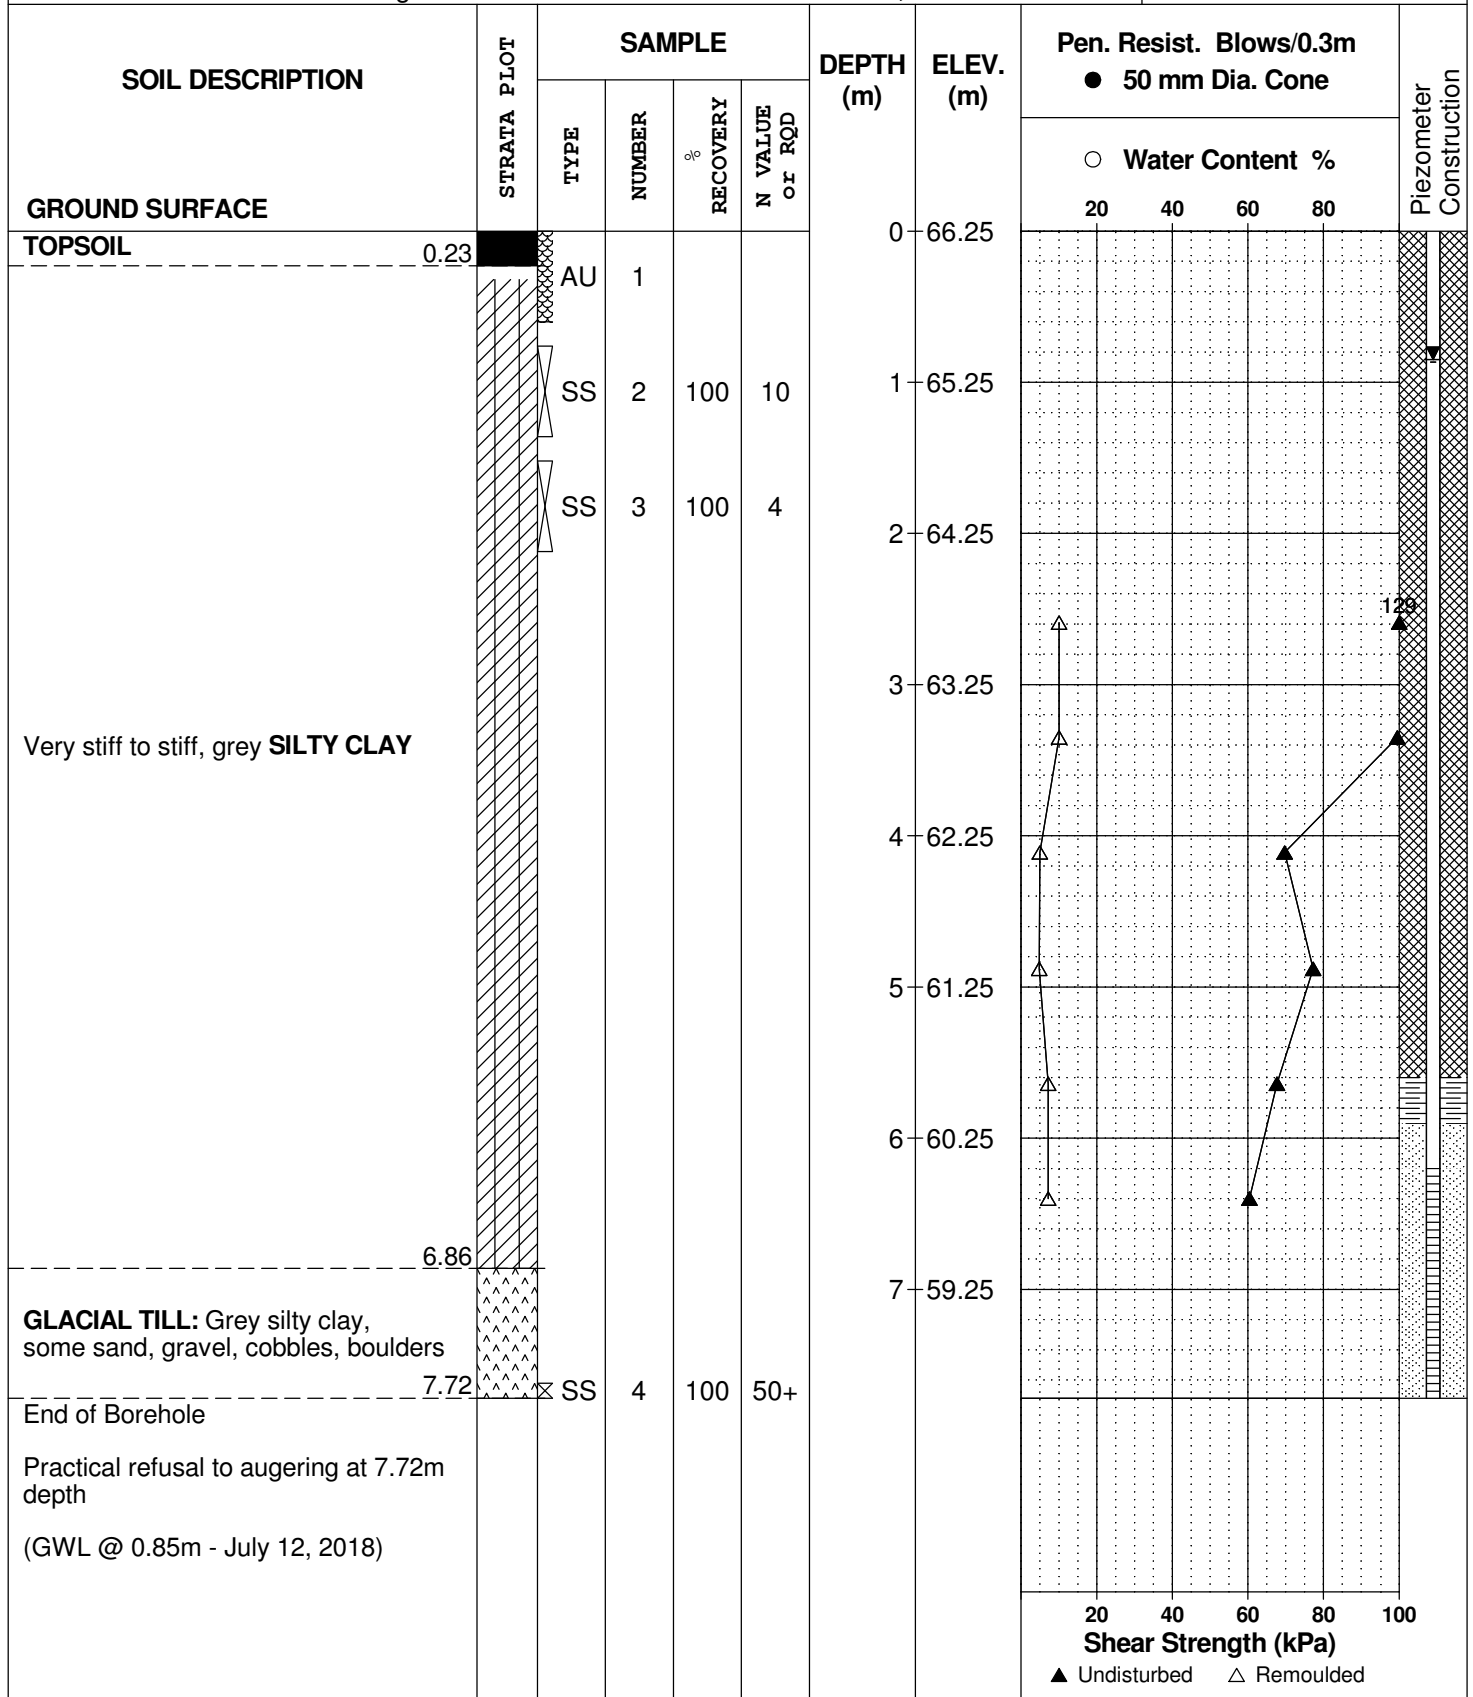 SOIL DESCRIPTION
GROUND SURFACE
STRATA PLOT
SAMPLE
TYPE
NUMBER
%
RECOVERY
N VALUE
or RQD
DEPTH
(m)
ELEV.
(m)
Pen. Resist. Blows/0.3m
● 50 mm Dia. Cone
○ Water Content %
20 40 60 80
Piezometer
Construction
TOPSOIL
0.23
AU 1
0 66.25
SS 2 100 10
1 65.25
SS 3 100 4
2 64.25
129
3 63.25
Very stiff to stiff, grey SILTY CLAY
4 62.25
5 61.25
6 60.25
6.86
7 59.25
GLACIAL TILL: Grey silty clay,
some sand, gravel, cobbles, boulders
7.72
SS 4 100 50+
End of Borehole
Practical refusal to augering at 7.72m
depth
(GWL @ 0.85m - July 12, 2018)
20 40 60 80 100
Shear Strength (kPa)
▲ Undisturbed △ Remoulded